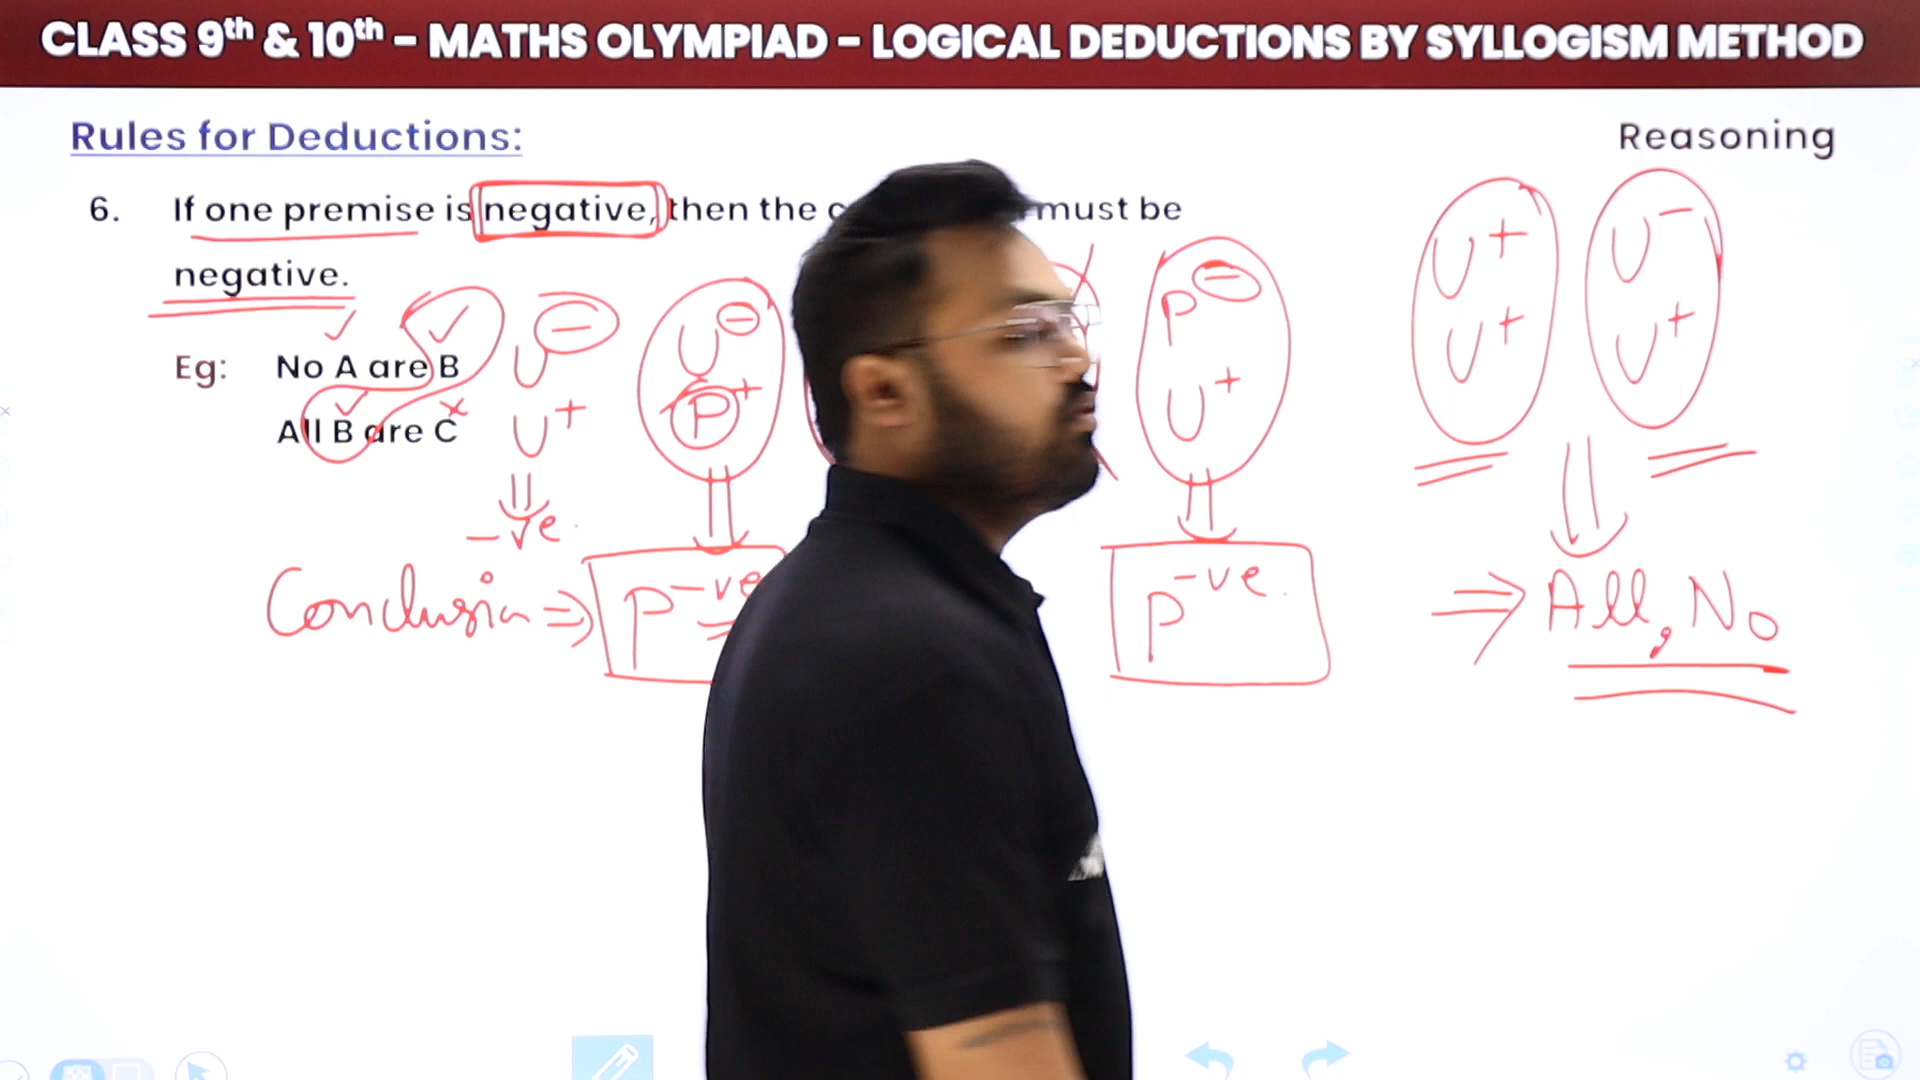 CLASS 9th & 10th – MATHS OLYMPIAD – LOGICAL DEDUCTIONS BY SYLLOGISM METHOD
Rules for Deductions:
Reasoning
6. If one premise is negative, then the must be
negative.
Eg: No A are B
All B are C
U− U− P− U+ U−
U+ P+ U+ U+ U+
-ve
Conclusion ⇒ P-ve P-ve ⇒ All, No